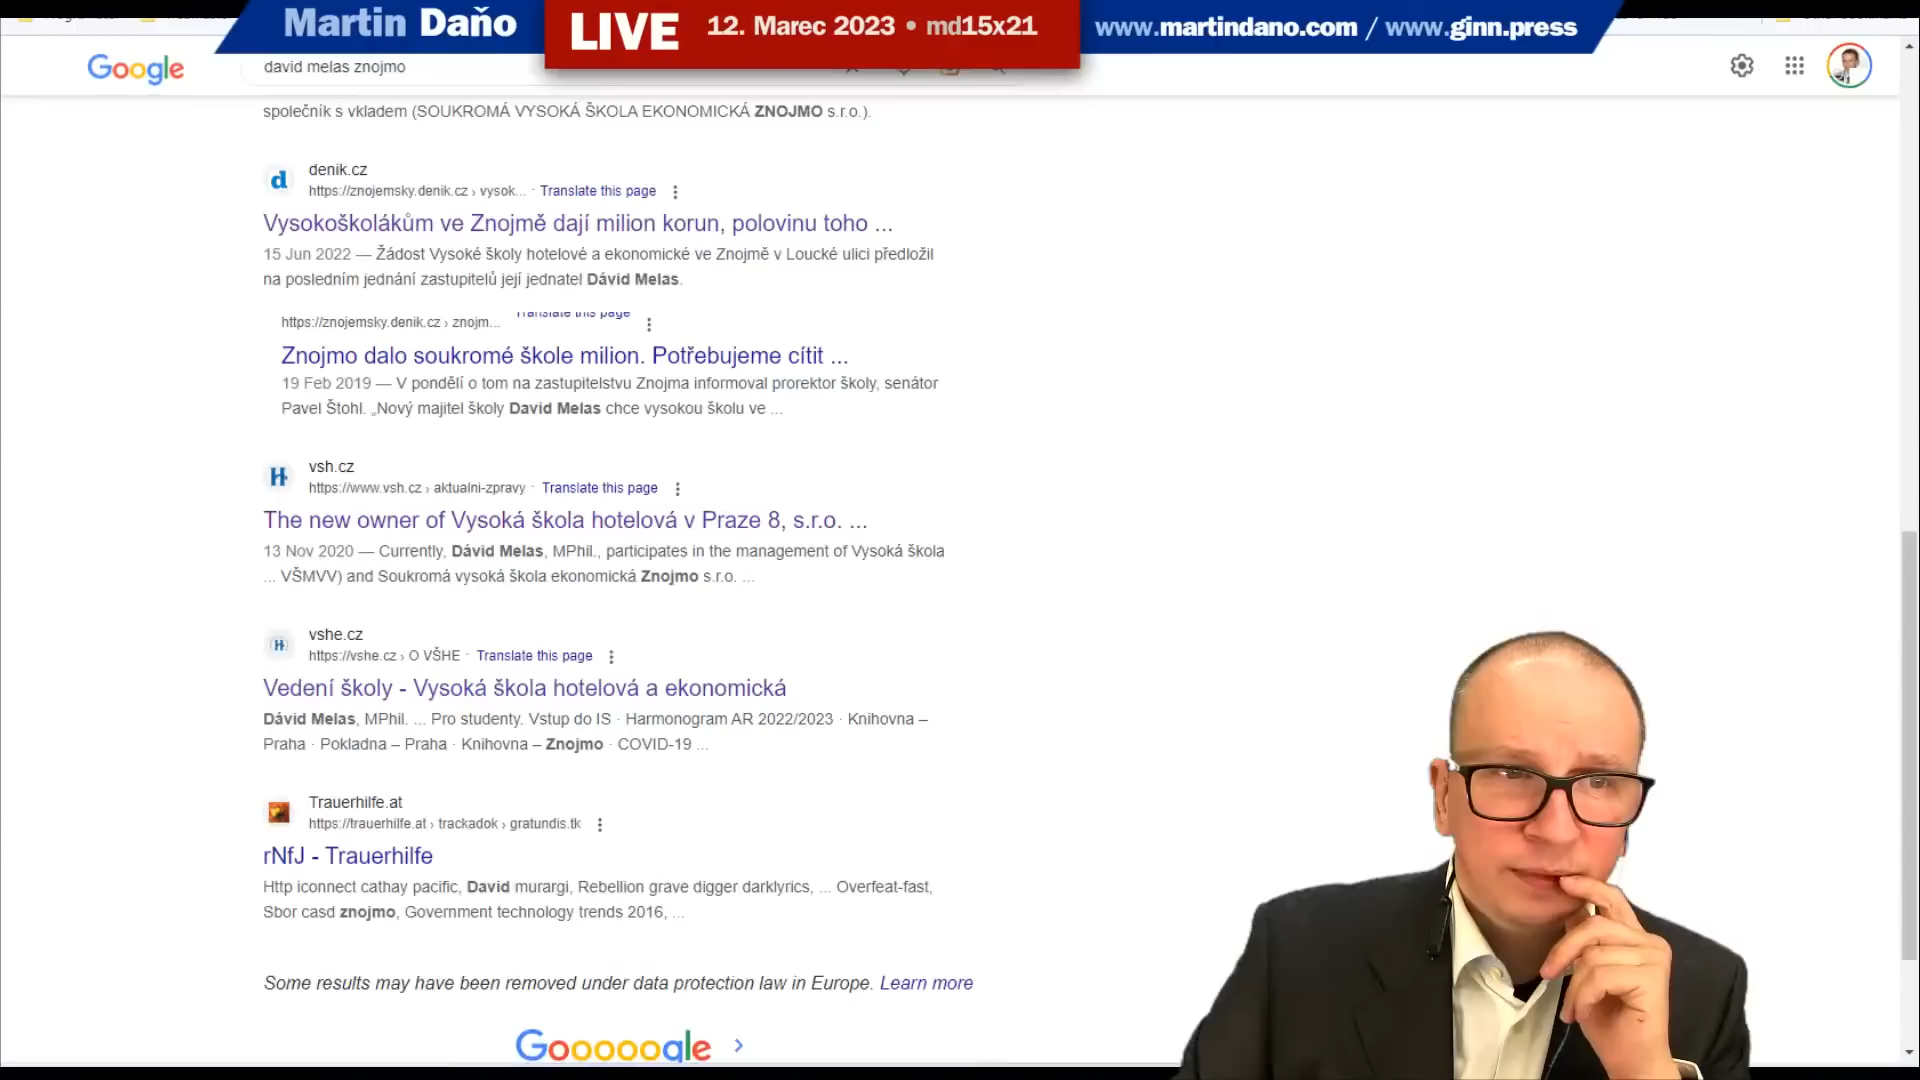 Martin Daňo
LIVE
12. Marec 2023 • md15x21
www.martindano.com / www.ginn.press
Google
david melas znojmo
společník s vkladem (SOUKROMÁ VYSOKÁ ŠKOLA EKONOMICKÁ ZNOJMO s.r.o.).
d
denik.cz
https://znojemsky.denik.cz › vysok... · Translate this page
Vysokoškolákům ve Znojmě dají milion korun, polovinu toho ...
15 Jun 2022 — Žádost Vysoké školy hotelové a ekonomické ve Znojmě v Loucké ulici předložil
na posledním jednání zastupitelů její jednatel Dávid Melas.
https://znojemsky.denik.cz › znojm... Translate this page
Znojmo dalo soukromé škole milion. Potřebujeme cítit ...
19 Feb 2019 — V pondělí o tom na zastupitelstvu Znojma informoval prorektor školy, senátor
Pavel Štohl. „Nový majitel školy David Melas chce vysokou školu ve ...
H
vsh.cz
https://www.vsh.cz › aktualni-zpravy · Translate this page
The new owner of Vysoká škola hotelová v Praze 8, s.r.o. ...
13 Nov 2020 — Currently, Dávid Melas, MPhil., participates in the management of Vysoká škola
... VŠMVV) and Soukromá vysoká škola ekonomická Znojmo s.r.o. ...
H
vshe.cz
https://vshe.cz › O VŠHE · Translate this page
Vedení školy - Vysoká škola hotelová a ekonomická
Dávid Melas, MPhil. ... Pro studenty. Vstup do IS · Harmonogram AR 2022/2023 · Knihovna –
Praha · Pokladna – Praha · Knihovna – Znojmo · COVID-19 ...
Trauerhilfe.at
https://trauerhilfe.at › trackadok › gratundis.tk
rNfJ - Trauerhilfe
Http iconnect cathay pacific, David murargi, Rebellion grave digger darklyrics, ... Overfeat-fast,
Sbor casd znojmo, Government technology trends 2016, ...
Some results may have been removed under data protection law in Europe. Learn more
Goooooogle >